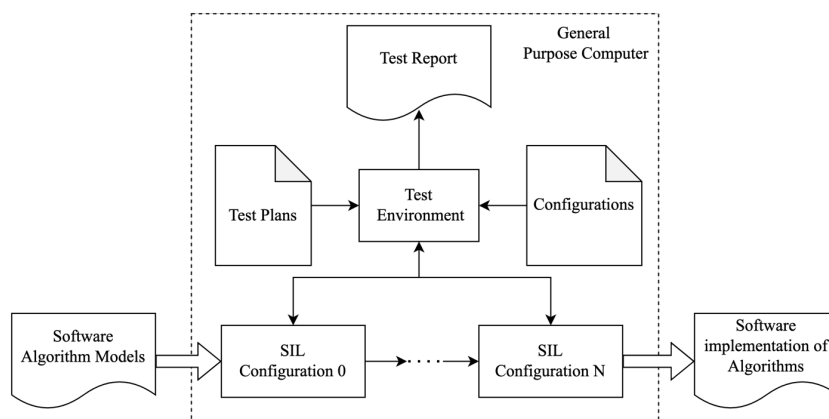 General
Purpose Computer
Test Report
Test Plans
Test
Environment
Configurations
Software
Algorithm Models
SIL
Configuration 0
SIL
Configuration N
Software
implementation of
Algorithms